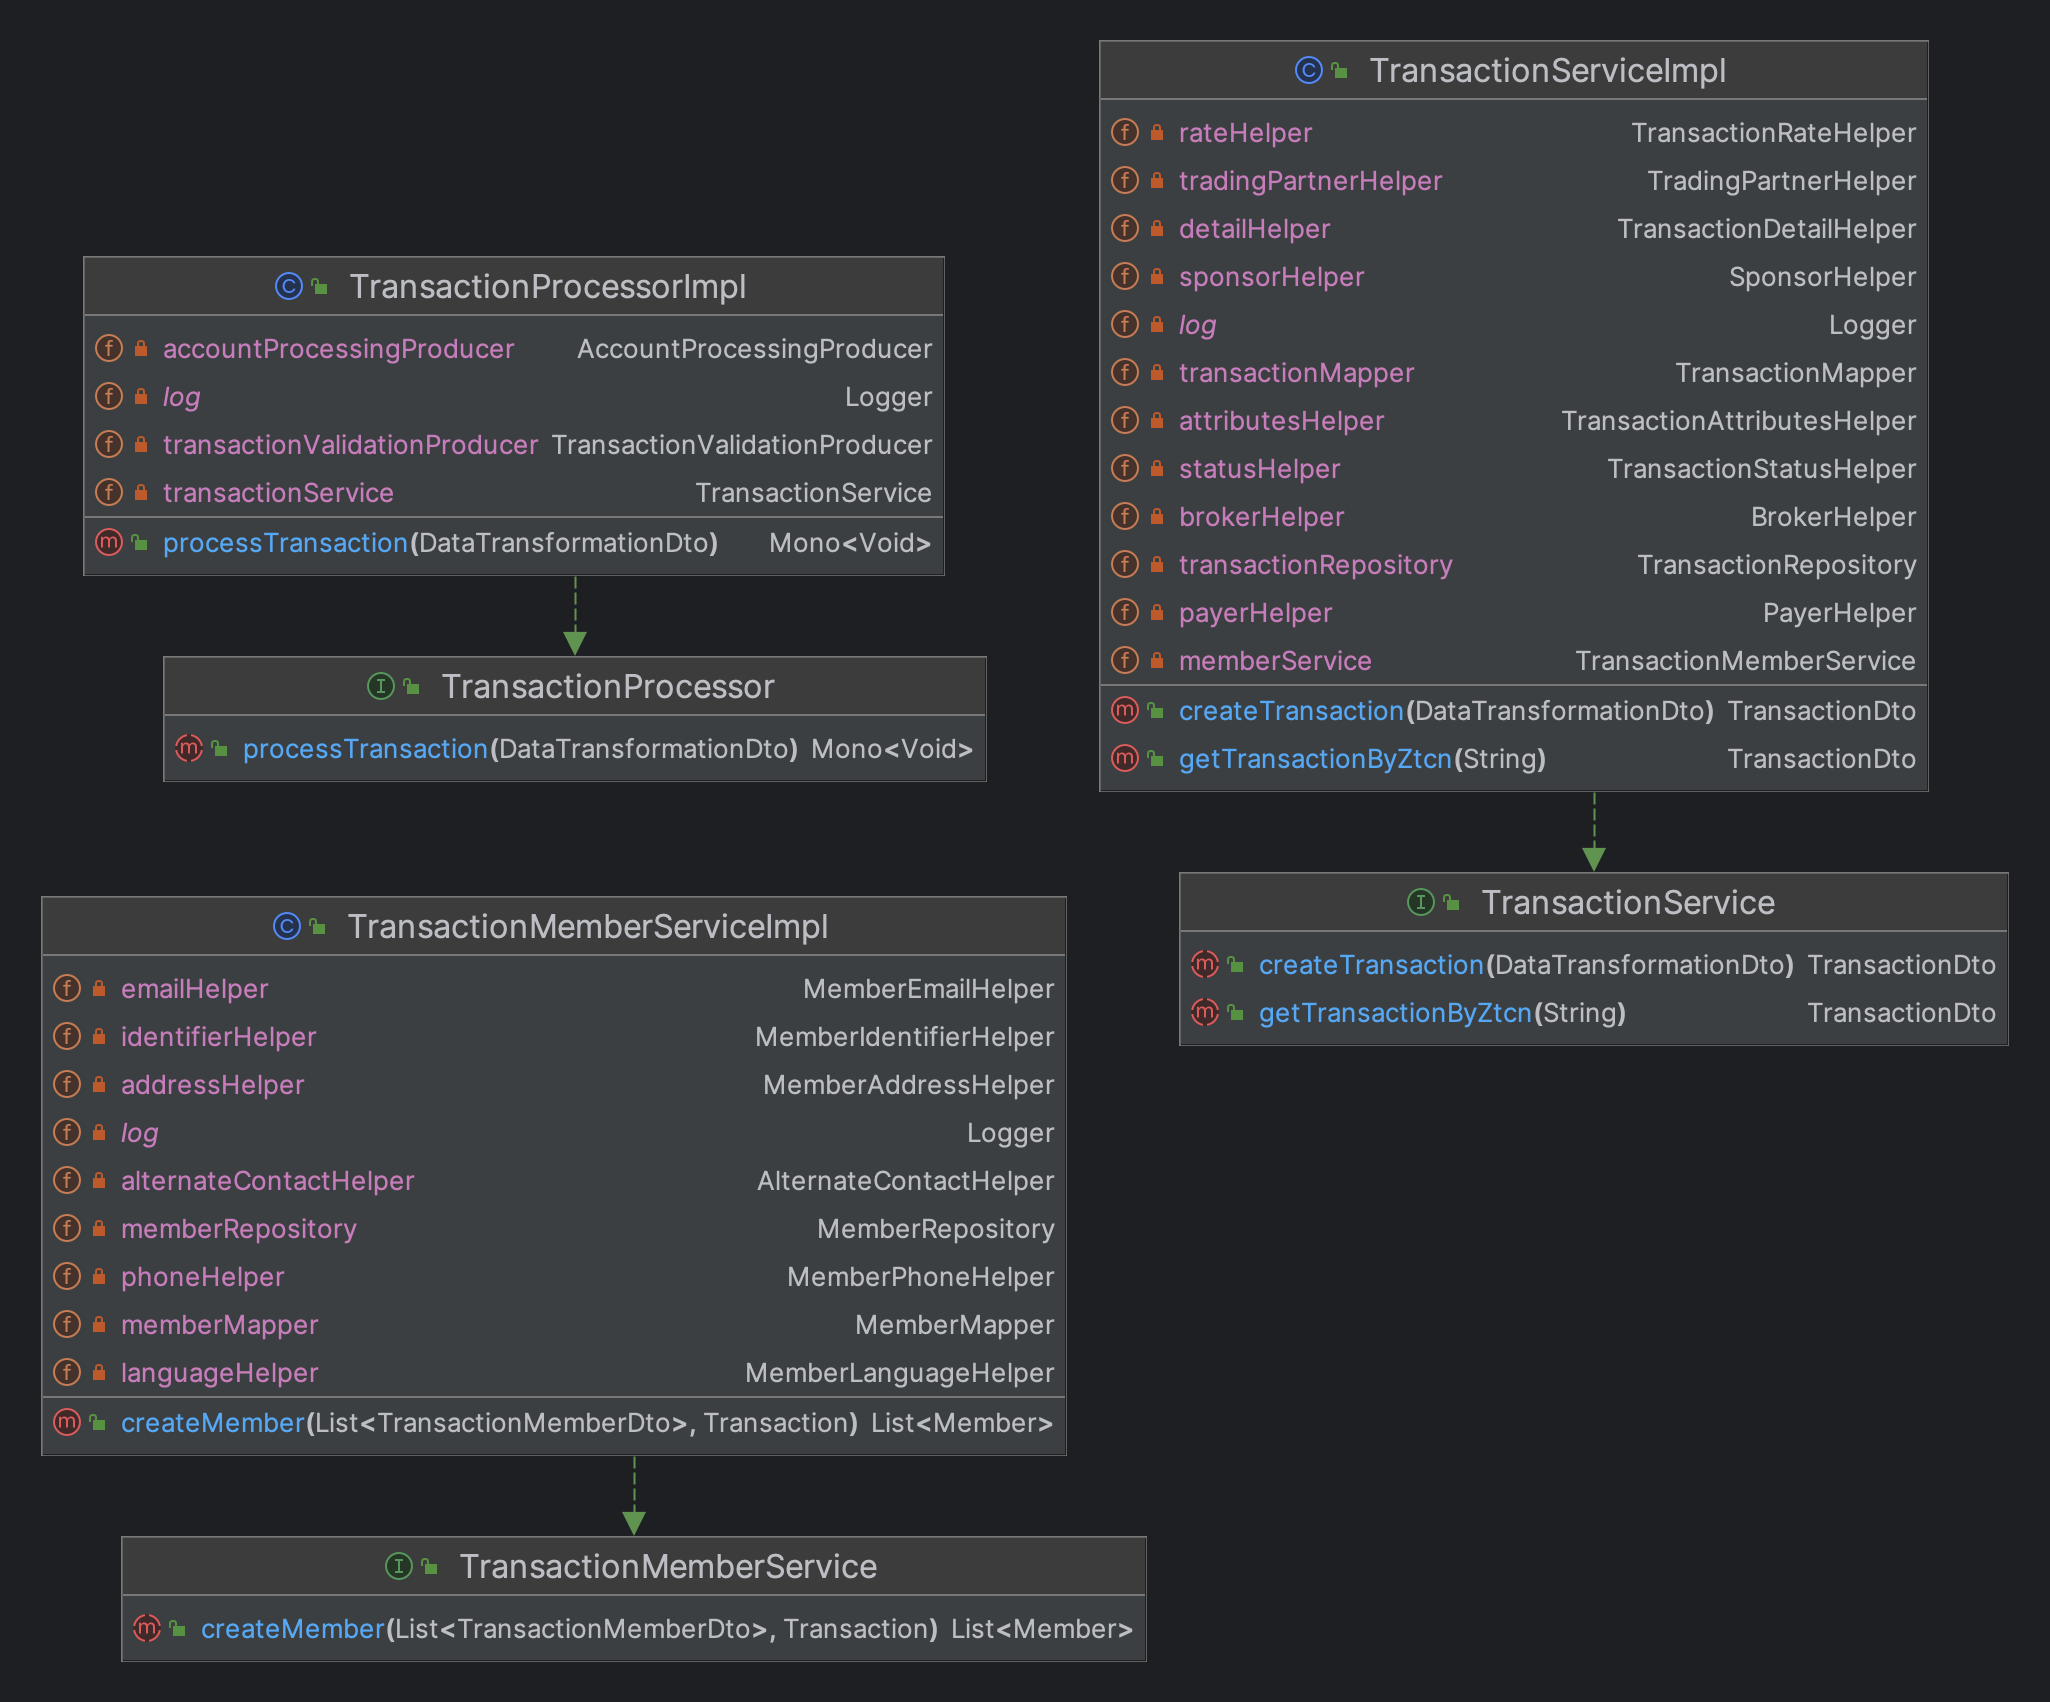 TransactionProcessorImpl
accountProcessingProducer AccountProcessingProducer
log Logger
transactionValidationProducer TransactionValidationProducer
transactionService TransactionService
processTransaction(DataTransformationDto) Mono<Void>
TransactionProcessor
processTransaction(DataTransformationDto) Mono<Void>
TransactionServiceImpl
rateHelper TransactionRateHelper
tradingPartnerHelper TradingPartnerHelper
detailHelper TransactionDetailHelper
sponsorHelper SponsorHelper
log Logger
transactionMapper TransactionMapper
attributesHelper TransactionAttributesHelper
statusHelper TransactionStatusHelper
brokerHelper BrokerHelper
transactionRepository TransactionRepository
payerHelper PayerHelper
memberService TransactionMemberService
createTransaction(DataTransformationDto) TransactionDto
getTransactionByZtcn(String) TransactionDto
TransactionService
createTransaction(DataTransformationDto) TransactionDto
getTransactionByZtcn(String) TransactionDto
TransactionMemberServiceImpl
emailHelper MemberEmailHelper
identifierHelper MemberIdentifierHelper
addressHelper MemberAddressHelper
log Logger
alternateContactHelper AlternateContactHelper
memberRepository MemberRepository
phoneHelper MemberPhoneHelper
memberMapper MemberMapper
languageHelper MemberLanguageHelper
createMember(List<TransactionMemberDto>, Transaction) List<Member>
TransactionMemberService
createMember(List<TransactionMemberDto>, Transaction) List<Member>